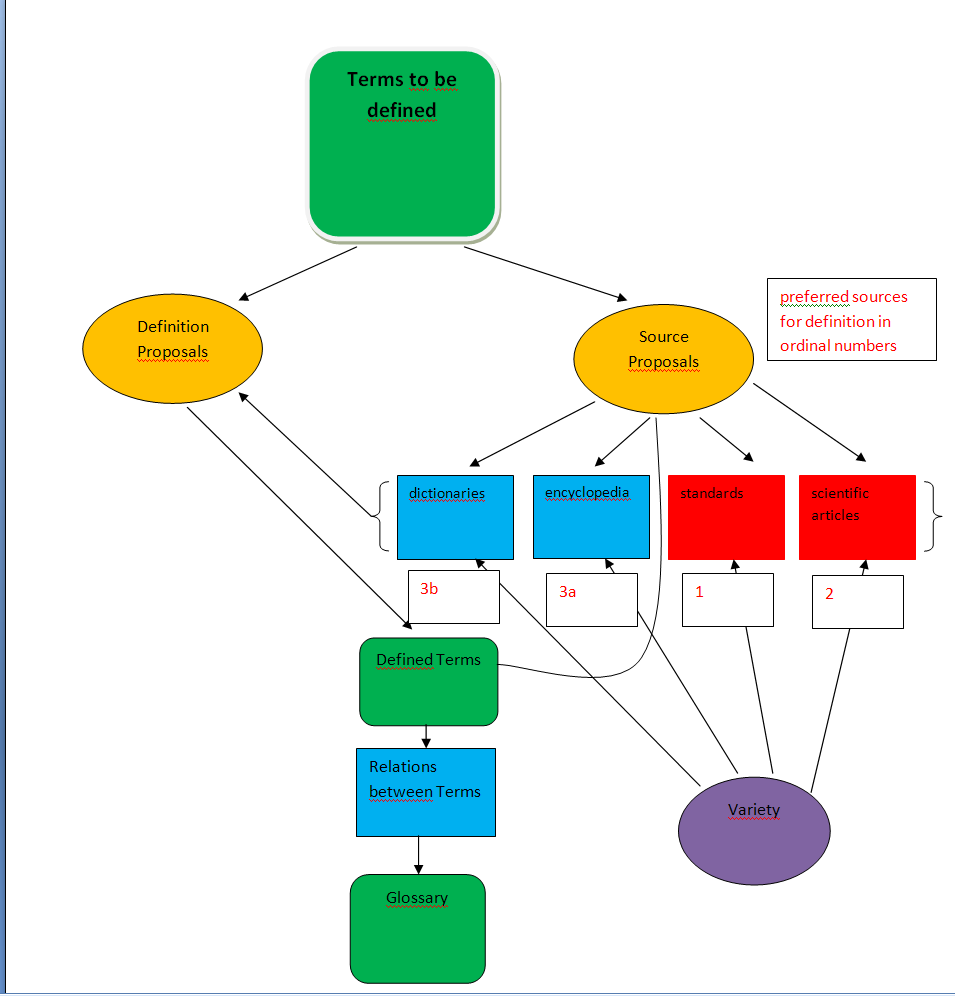 Terms to be
defined
Definition
Proposals
Source
Proposals
preferred sources
for definition in
ordinal numbers
dictionaries
encyclopedia
standards
scientific
articles
3b
3a
1
2
Defined Terms
Relations
between Terms
Variety
Glossary